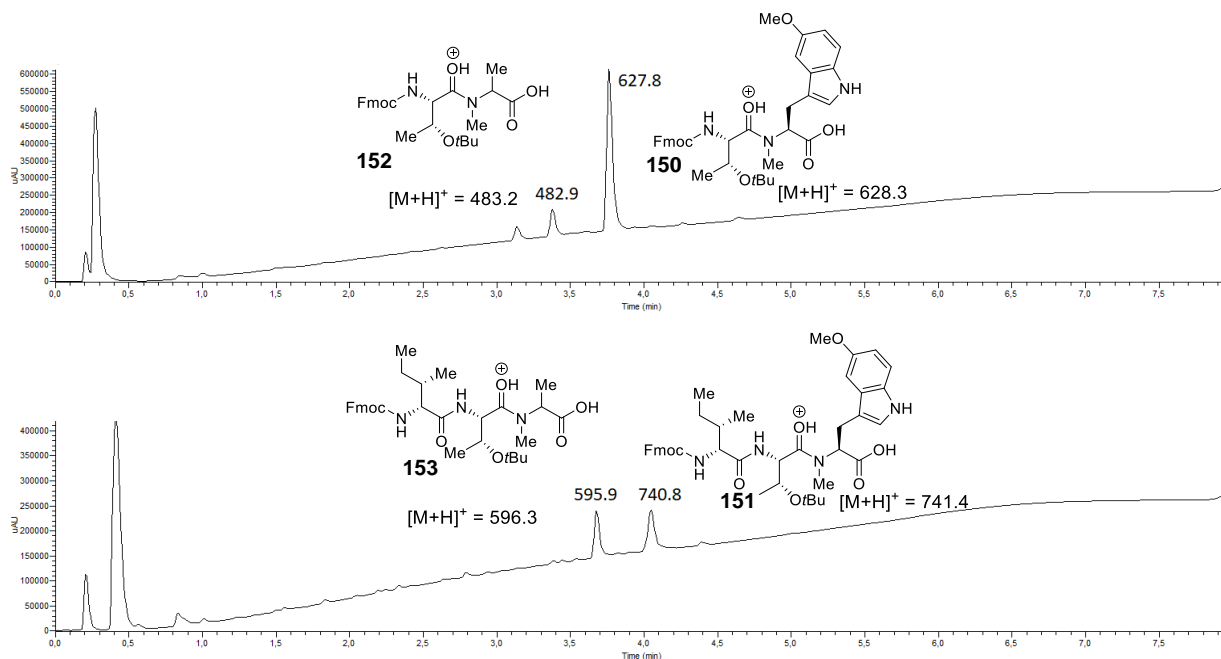 MeO
NH
OH
Me
H
N
OH
Fmoc
N
Me
O
Me
OtBu
152
[M+H]+ = 483.2
482.9
627.8
OH
H
N
OH
Fmoc
N
Me
O
Me
OtBu
150
[M+H]+ = 628.3
uAU
600000
550000
500000
450000
400000
350000
300000
250000
200000
150000
100000
50000
0
0,0 0,5 1,0 1,5 2,0 2,5 3,0 3,5 4,0 4,5 5,0 5,5 6,0 6,5 7,0 7,5
Time (min)
Me
Me
OH
Me
H
N
OH
Fmoc
N
H
O
N
Me
O
Me
OtBu
153
[M+H]+ = 596.3
595.9
740.8
MeO
NH
Me
Me
OH
H
N
OH
Fmoc
N
H
O
N
Me
O
Me
OtBu
151
[M+H]+ = 741.4
uAU
400000
350000
300000
250000
200000
150000
100000
50000
0
0,0 0,5 1,0 1,5 2,0 2,5 3,0 3,5 4,0 4,5 5,0 5,5 6,0 6,5 7,0 7,5
Time (min)